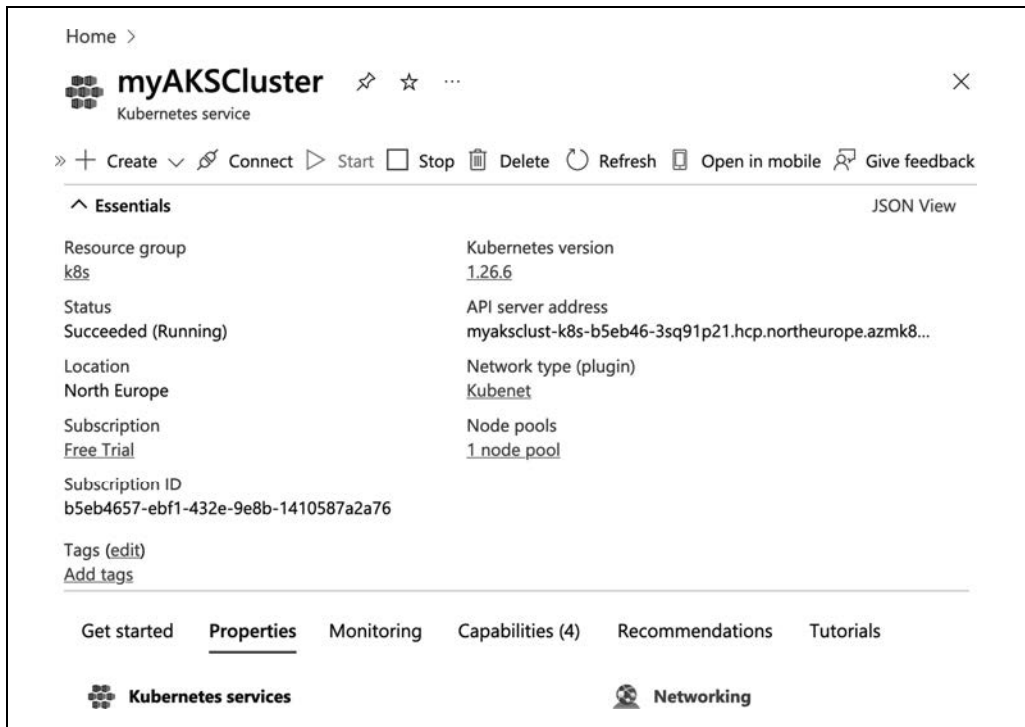 Home >
myAKSCluster ...
Kubernetes service
» + Create Connect Start Stop Delete Refresh Open in mobile Give feedback
Essentials JSON View
Resource group Kubernetes version
k8s 1.26.6
Status API server address
Succeeded (Running) myaksclust-k8s-b5eb46-3sq91p21.hcp.northeurope.azmk8...
Location Network type (plugin)
North Europe Kubenet
Subscription Node pools
Free Trial 1 node pool
Subscription ID
b5eb4657-ebf1-432e-9e8b-1410587a2a76
Tags (edit)
Add tags
Get started Properties Monitoring Capabilities (4) Recommendations Tutorials
Kubernetes services Networking